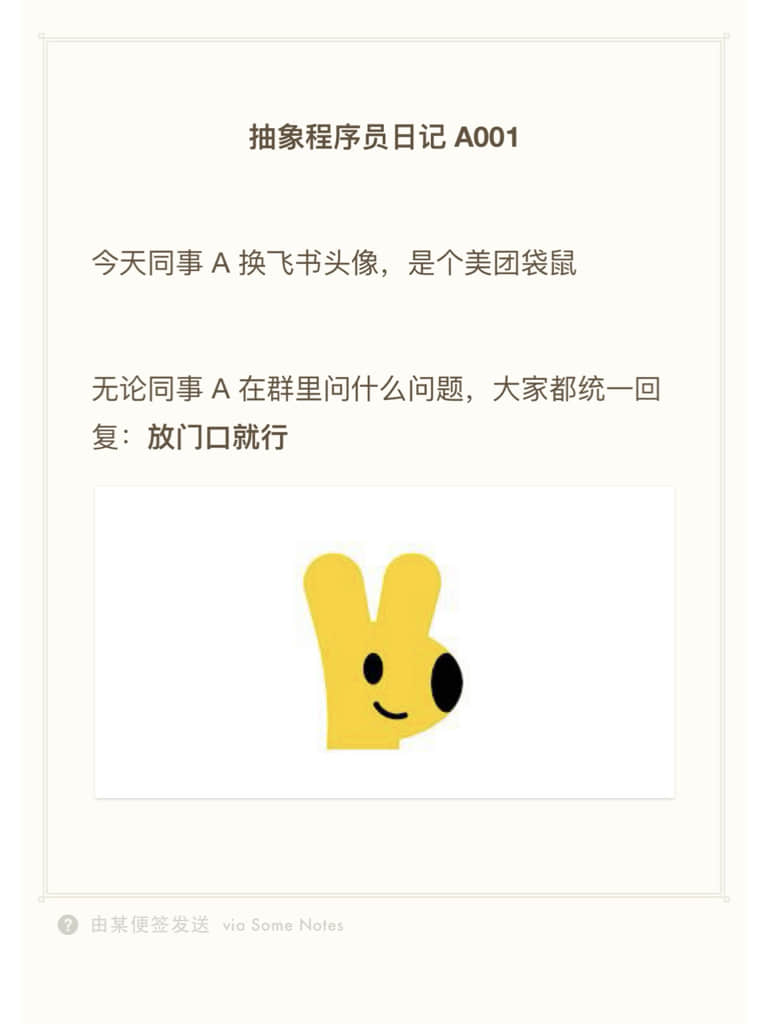 抽象程序员日记 A001
今天同事 A 换飞书头像，是个美团袋鼠
无论同事 A 在群里问什么问题，大家都统一回
复：放门口就行
? 由某便签发送 via Some Notes